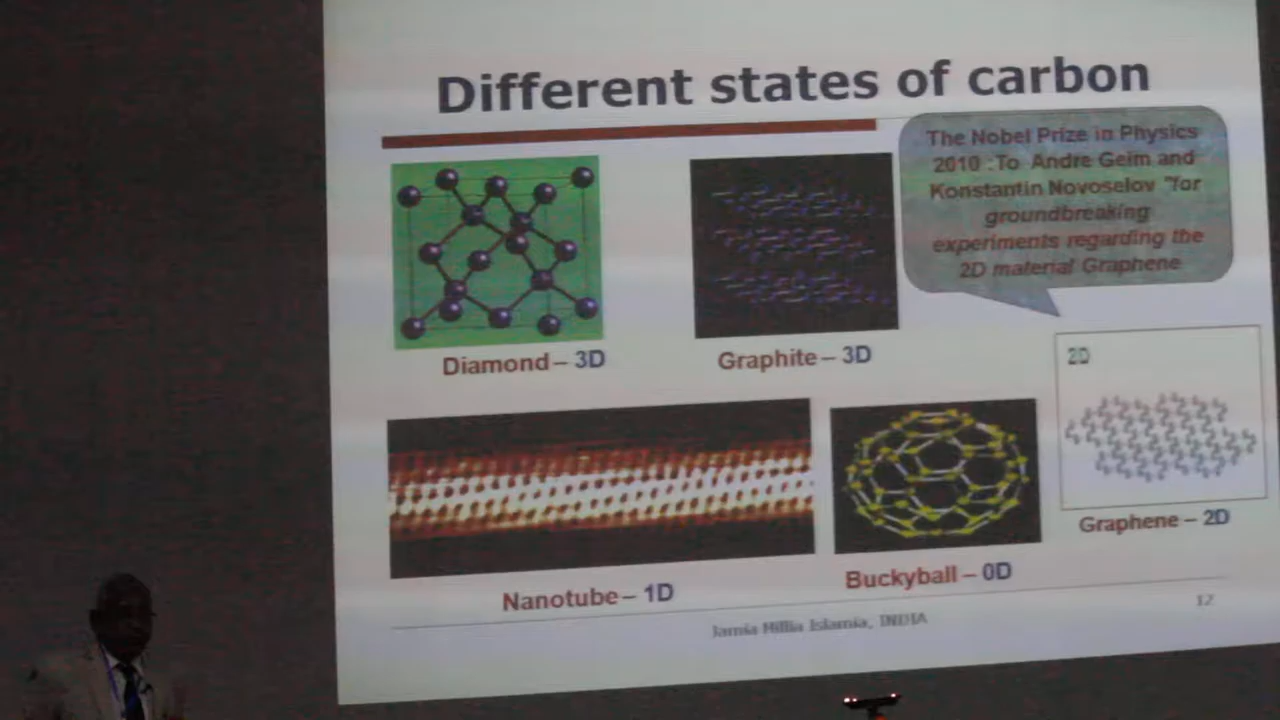 Different states of carbon
The Nobel Prize in Physics
2010 :To Andre Geim and
Konstantin Novoselov "for
groundbreaking
experiments regarding the
2D material Graphene
Diamond – 3D
Graphite – 3D
2D
Graphene – 2D
Nanotube – 1D
Buckyball – 0D
Jamia Millia Islamia, INDIA
12